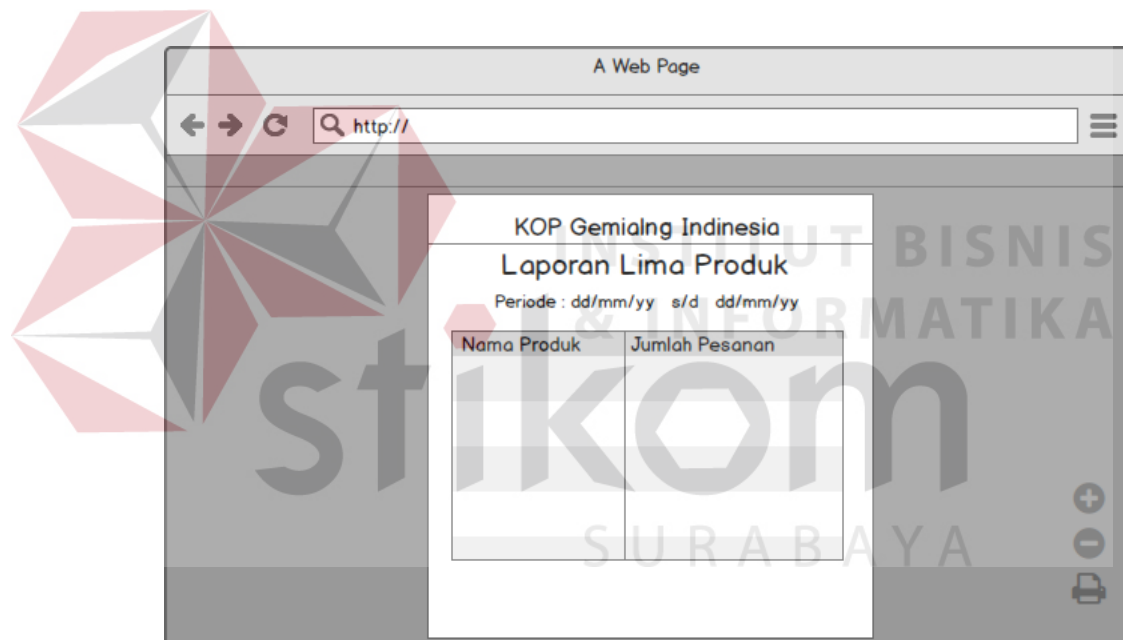 A Web Page
http://
KOP Gemialng Indinesia
Laporan Lima Produk
Periode : dd/mm/yy s/d dd/mm/yy
Nama Produk Jumlah Pesanan
INSTITUT BISNIS
& INFORMATIKA
stikom
SURABAYA